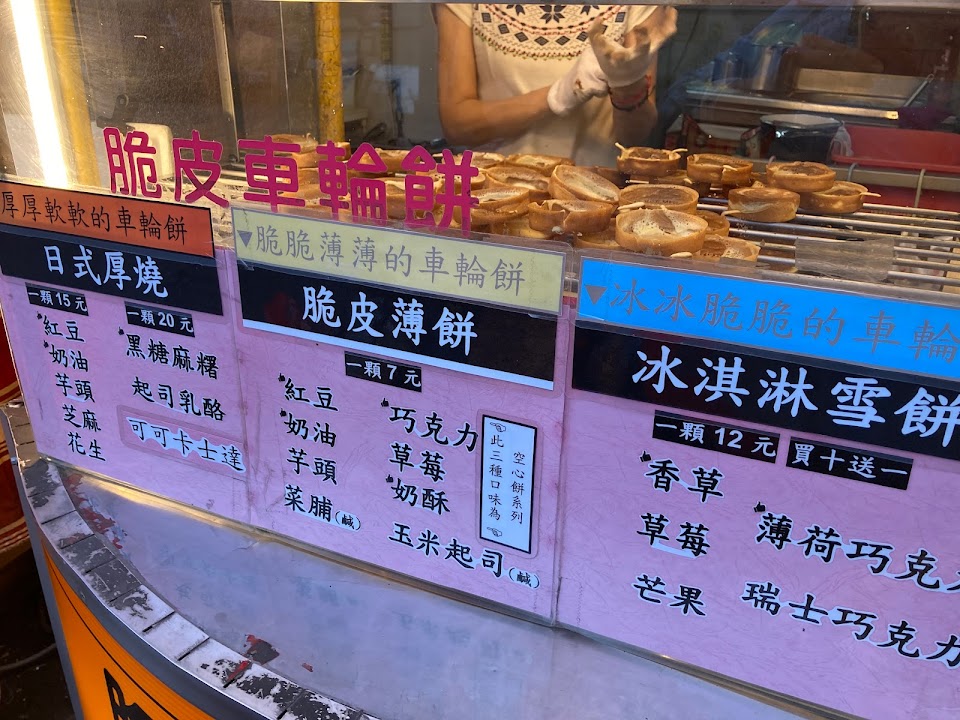 脆皮車輪餅
厚厚軟軟的車輪餅
日式厚燒
一顆15元
紅豆
奶油
芋頭
芝麻
花生
一顆20元
黑糖麻糬
起司乳酪
可可卡士達
▼脆脆薄薄的車輪餅
脆皮薄餅
一顆7元
紅豆
奶油
芋頭
菜脯(鹹)
巧克力
草莓
奶酥
玉米起司(鹹)
空心餅系列
此三種口味為
▼冰冰脆脆的車輪
冰淇淋雪餅
一顆12元
買十送一
香草
草莓
芒果
薄荷巧克力
瑞士巧克力